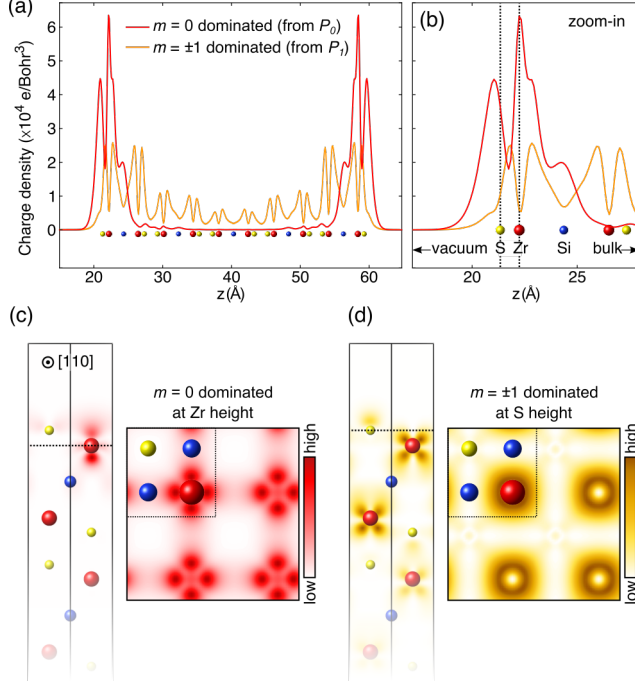 (a)
m = 0 dominated (from P0)
m = ±1 dominated (from P1)
Charge density (×10⁴ e/Bohr³)
6
5
4
3
2
1
0
20
30
40
50
60
z (Å)
(b)
zoom-in
vacuum S Zr Si bulk
20
25
z (Å)
(c)
[110]
m = 0 dominated
at Zr height
high
low
(d)
m = ±1 dominated
at S height
high
low